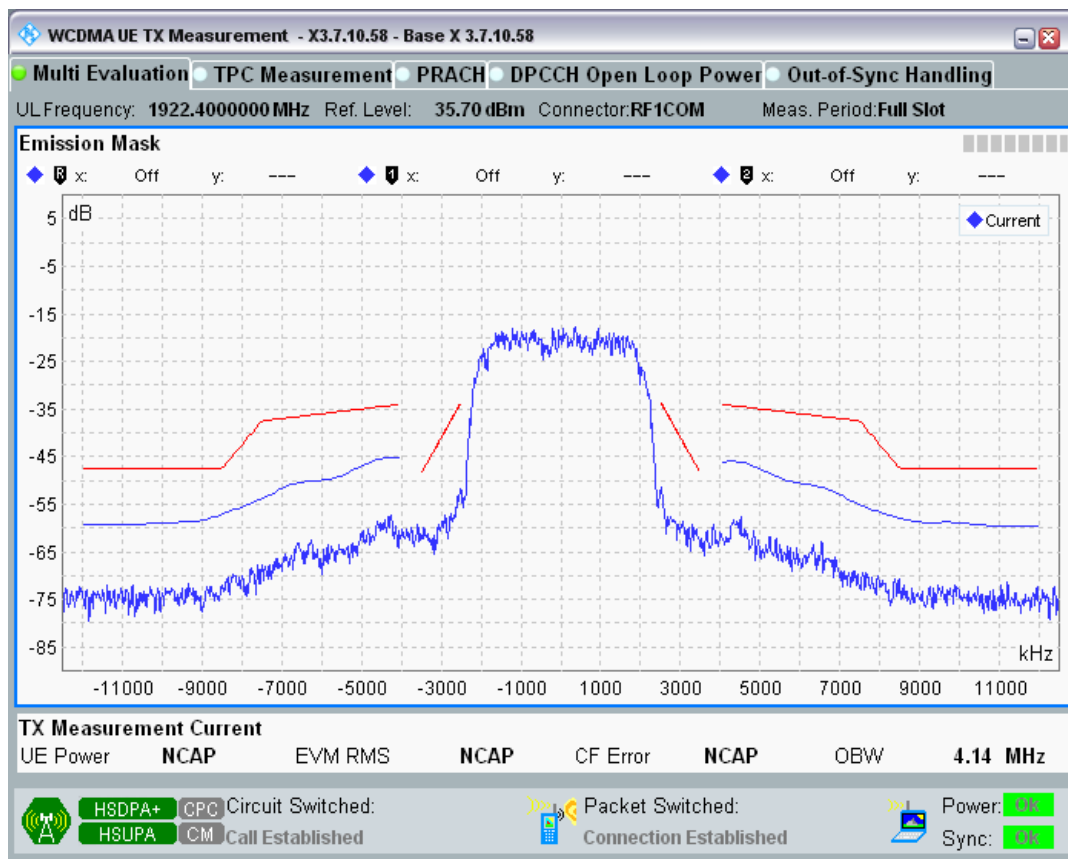 WCDMA UE TX Measurement - X3.7.10.58 - Base X 3.7.10.58
Multi Evaluation TPC Measurement PRACH DPCCH Open Loop Power Out-of-Sync Handling
UL Frequency: 1922.4000000 MHz Ref. Level: 35.70 dBm Connector:RF1COM Meas. Period:Full Slot
Emission Mask
R x: Off y: --- 1 x: Off y: --- 2 x: Off y: ---
dB
Current
5
-5
-15
-25
-35
-45
-55
-65
-75
-85
kHz
-11000 -9000 -7000 -5000 -3000 -1000 1000 3000 5000 7000 9000 11000
TX Measurement Current
UE Power NCAP EVM RMS NCAP CF Error NCAP OBW 4.14 MHz
HSDPA+ CPC Circuit Switched: Packet Switched: Power: Ok
HSUPA CM Call Established Connection Established Sync: Ok